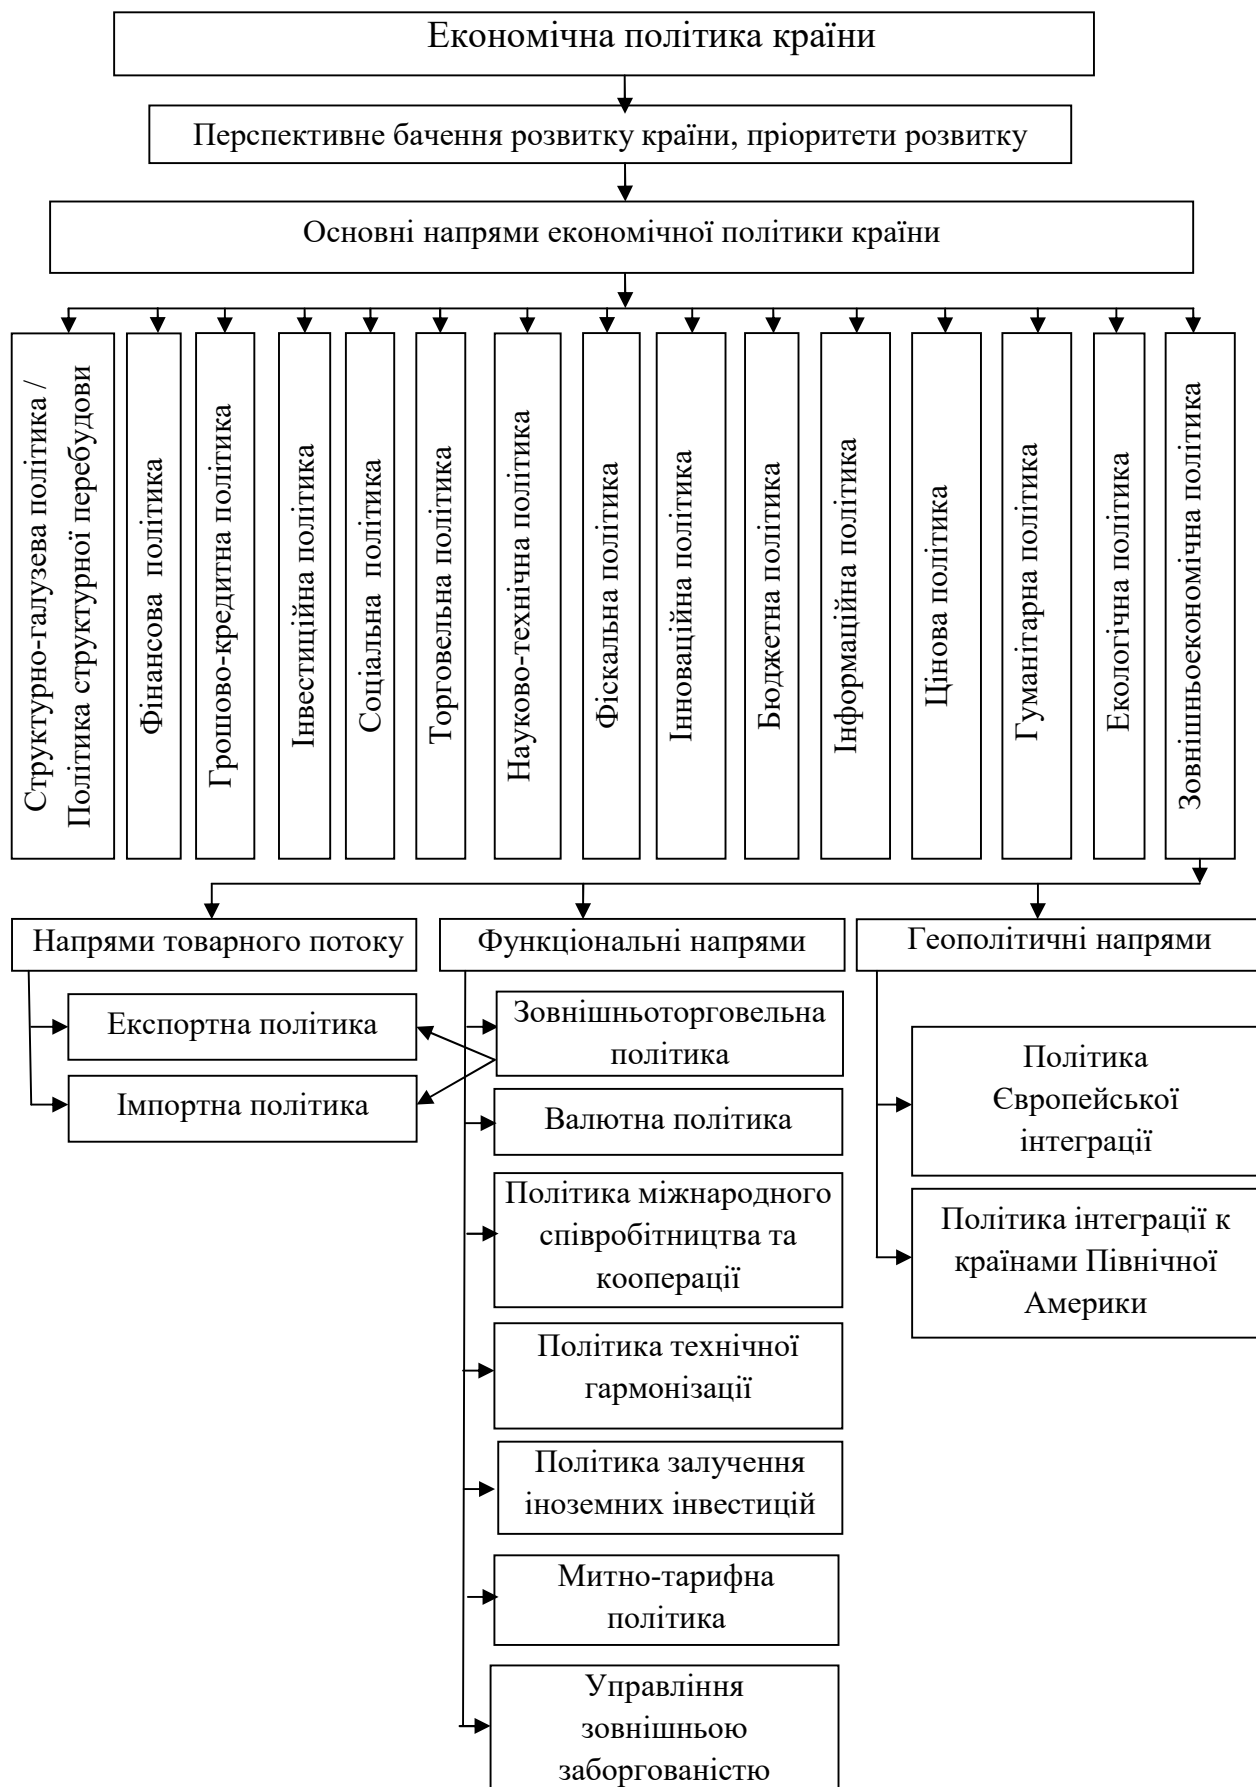 Економічна політика країни
Перспективне бачення розвитку країни, пріоритети розвитку
Основні напрями економічної політики країни
Структурно-галузева політика /
Політика структурної перебудови
Фінансова політика
Грошово-кредитна політика
Інвестиційна політика
Соціальна політика
Торговельна політика
Науково-технічна політика
Фіскальна політика
Інноваційна політика
Бюджетна політика
Інформаційна політика
Цінова політика
Гуманітарна політика
Екологічна політика
Зовнішньоекономічна політика
Напрями товарного потоку
Експортна політика
Імпортна політика
Функціональні напрями
Зовнішньоторговельна
політика
Валютна політика
Політика міжнародного
співробітництва та
кооперації
Політика технічної
гармонізації
Політика залучення
іноземних інвестицій
Митно-тарифна
політика
Управління
зовнішньою
заборгованістю
Геополітичні напрями
Політика
Європейської
інтеграції
Політика інтеграції к
країнами Північної
Америки